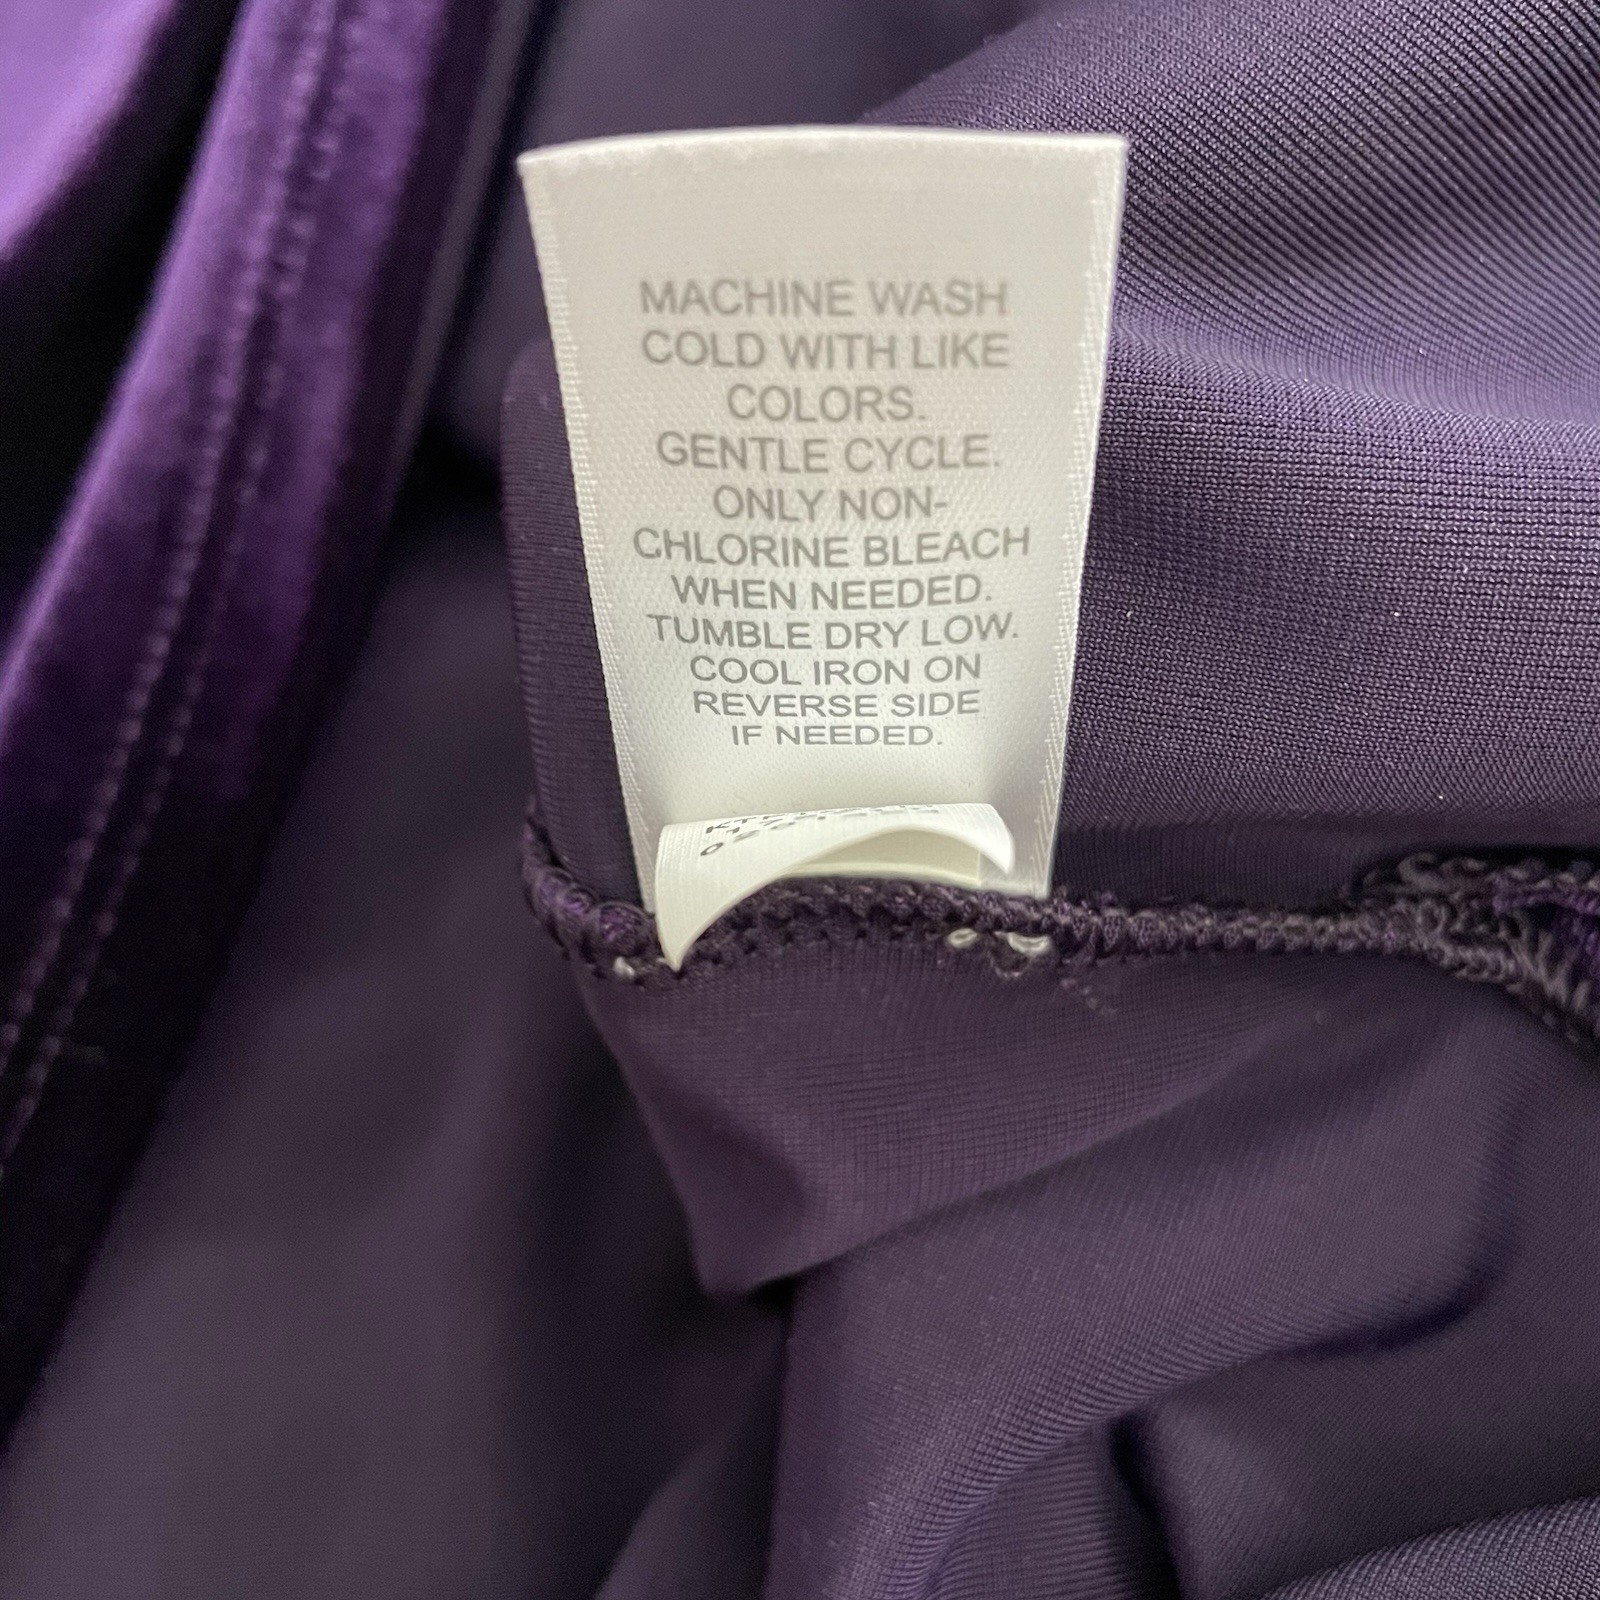 MACHINE WASH
COLD WITH LIKE
COLORS.
GENTLE CYCLE.
ONLY NON-
CHLORINE BLEACH
WHEN NEEDED.
TUMBLE DRY LOW.
COOL IRON ON
REVERSE SIDE
IF NEEDED.